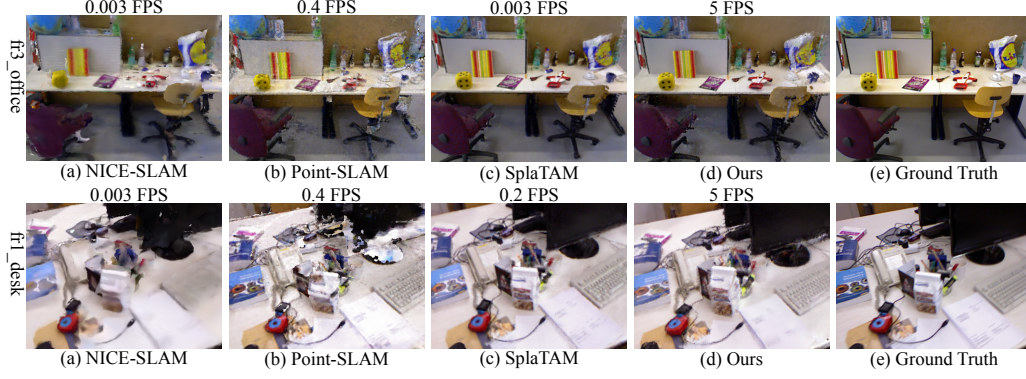 0.003 FPS 0.4 FPS 0.003 FPS 5 FPS
fr3_office
(a) NICE-SLAM (b) Point-SLAM (c) SplaTAM (d) Ours (e) Ground Truth
0.003 FPS 0.4 FPS 0.2 FPS 5 FPS
fr1_desk
(a) NICE-SLAM (b) Point-SLAM (c) SplaTAM (d) Ours (e) Ground Truth